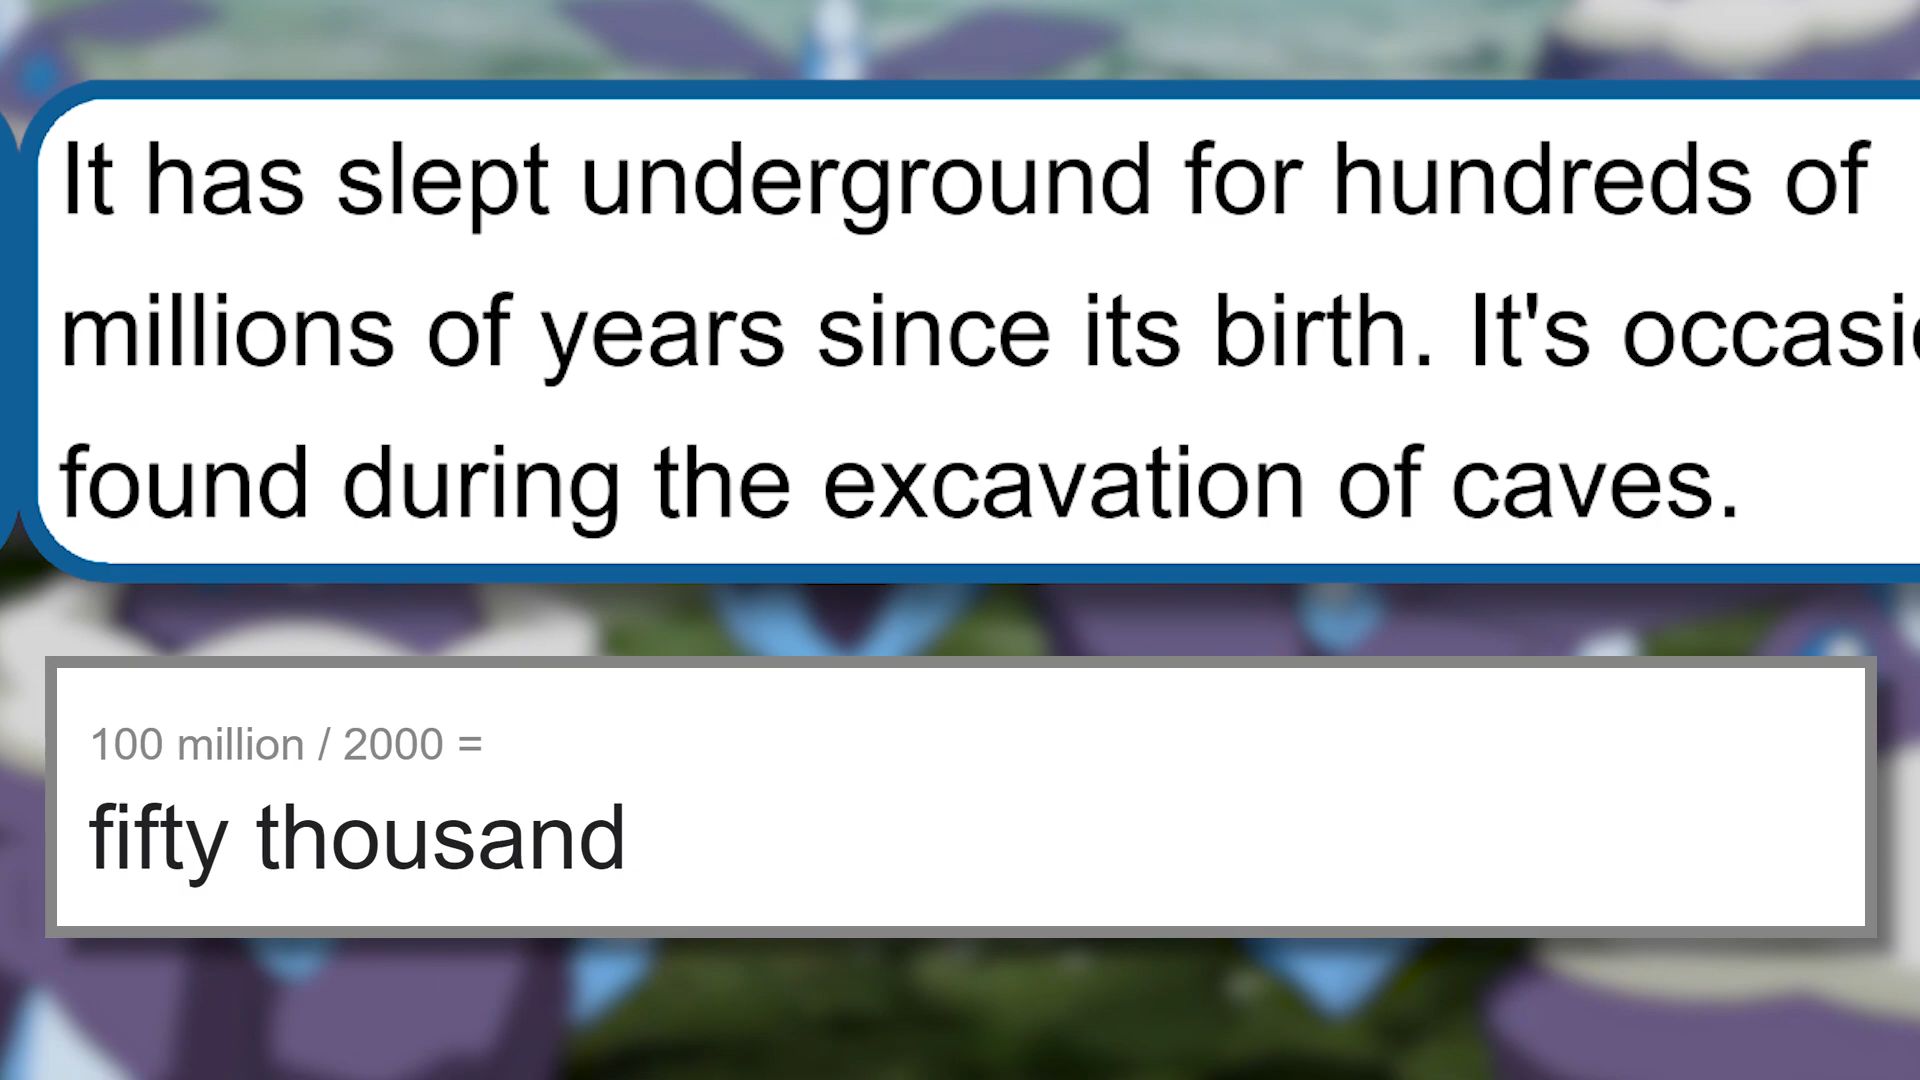 It has slept underground for hundreds of
millions of years since its birth. It's
found during the excavation of caves.
100 million / 2000 =
fifty thousand